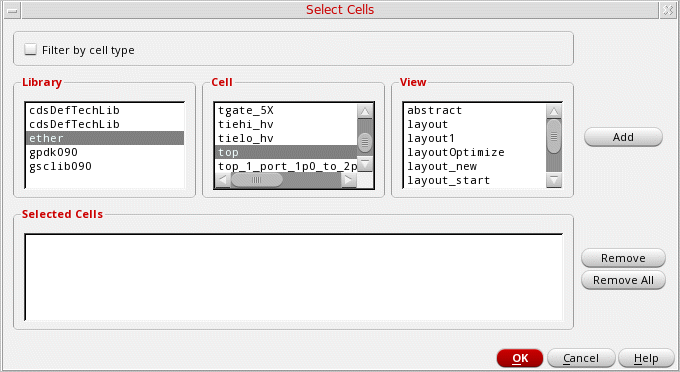 Select Cells
Filter by cell type
Library
cdsDefTechLib
cdsDefTechLib
ether
gpdk090
gsclib090
Cell
tgate_5X
tiehi_hv
tielo_hv
top
top_1_port_1p0_to_2p
View
abstract
layout
layout1
layoutOptimize
layout_new
layout_start
Add
Selected Cells
Remove
Remove All
OK
Cancel
Help